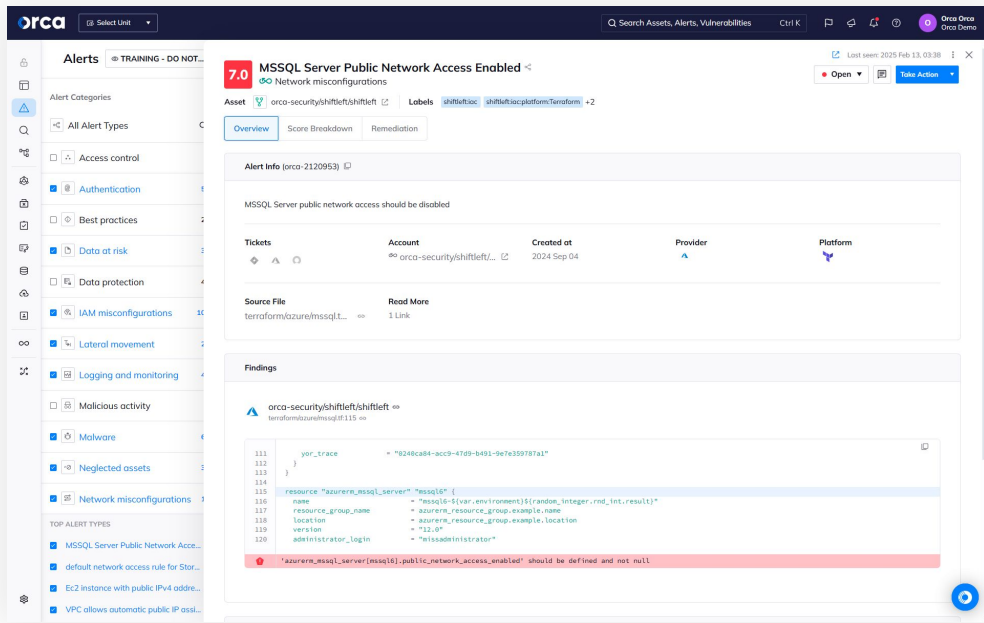 orca
Select Unit
Search Assets, Alerts, Vulnerabilities Ctrl K
O
Orca Orca
Orca Demo
Alerts
TRAINING - DO NOT...
Alert Categories
All Alert Types
Access control
Authentication
Best practices
Data at risk
Data protection
IAM misconfigurations 10
Lateral movement
Logging and monitoring
Malicious activity
Malware
Neglected assets
Network misconfigurations
TOP ALERT TYPES
MSSQL Server Public Network Acce...
default network access rule for Stor...
Ec2 instance with public IPv4 addre...
VPC allows automatic public IP assi...
Last seen: 2025 Feb 13, 03:38
7.0
MSSQL Server Public Network Access Enabled
Network misconfigurations
Open
Take Action
Asset orca-security/shiftleft/shiftleft Labels shiftleft:iac shiftleft:iac:platform:Terraform +2
Overview Score Breakdown Remediation
Alert Info (orca-2120953)
MSSQL Server public network access should be disabled
Tickets Account Created at Provider Platform
orca-security/shiftleft/... 2024 Sep 04
Source File Read More
terraform/azure/mssql.t... 1 Link
Findings
orca-security/shiftleft/shiftleft
terraform/azure/mssql.tf:115
111 yor_trace = "0240ca84-acc9-47d9-b491-9e7e359787a1"
112 }
113 }
114
115 resource "azurerm_mssql_server" "mssql6" {
116 name = "mssql6-${var.environment}${random_integer.rnd_int.result}"
117 resource_group_name = azurerm_resource_group.example.name
118 location = azurerm_resource_group.example.location
119 version = "12.0"
120 administrator_login = "missadministrator"
'azurerm_mssql_server[mssql6].public_network_access_enabled' should be defined and not null